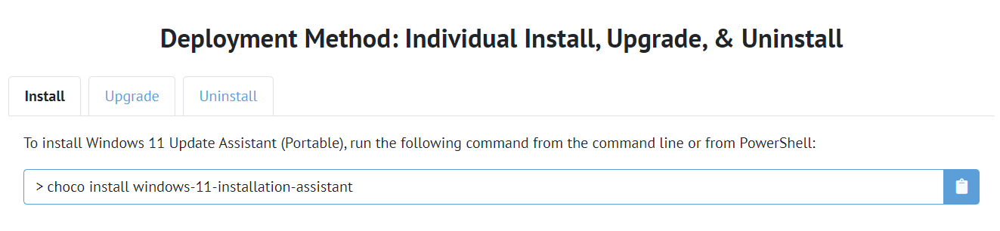 Deployment Method: Individual Install, Upgrade, & Uninstall
Install
Upgrade
Uninstall
To install Windows 11 Update Assistant (Portable), run the following command from the command line or from PowerShell:
> choco install windows-11-installation-assistant